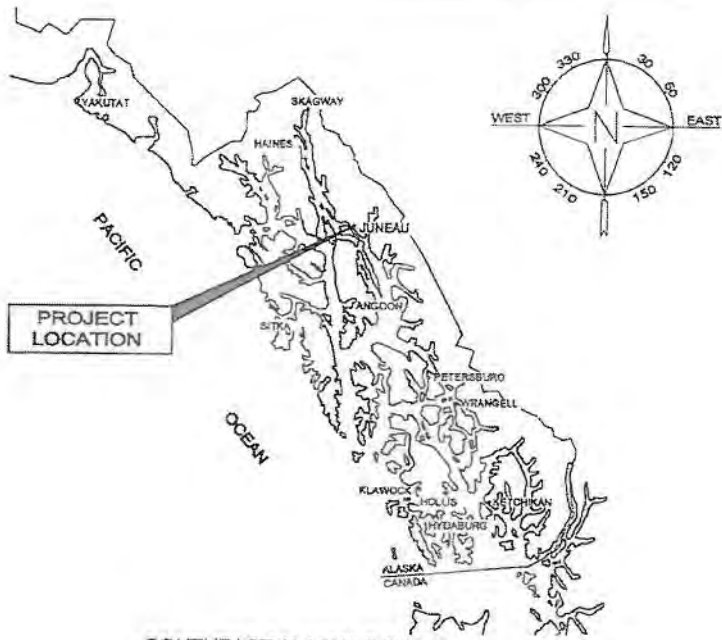 YAKUTAT
SKAGWAY
HAINES
330
30
300
60
WEST
N
EAST
240
120
210
150
PACIFIC
JUNEAU
PROJECT
LOCATION
ANGOON
SITKA
PETERSBURG
WRANGELL
OCEAN
KLAWOCK
HOLLIS
KETCHIKAN
HYDABURG
ALASKA
CANADA